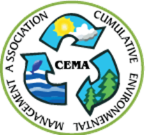 CUMULATIVE ENVIRONMENTAL
MANAGEMENT ASSOCIATION
CEMA